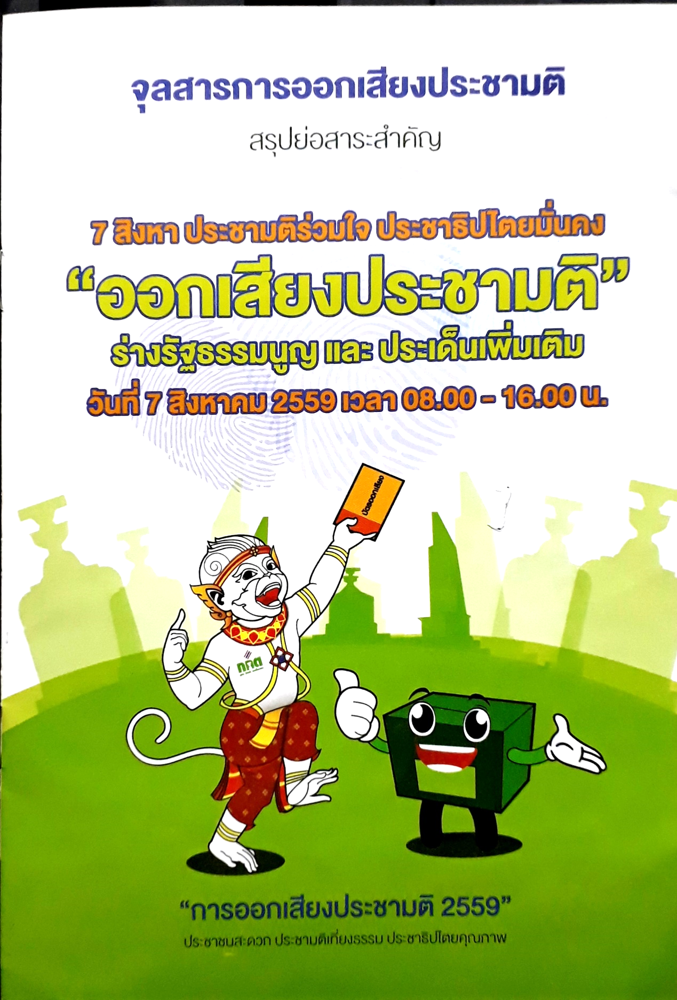 จุลสารการออกเสียงประชามติ
สรุปย่อสาระสำคัญ
7 สิงหา ประชามติร่วมใจ ประชาธิปไตยมั่นคง
“ออกเสียงประชามติ”
ร่างรัฐธรรมนูญ และ ประเด็นเพิ่มเติม
วันที่ 7 สิงหาคม 2559 เวลา 08.00 - 16.00 น.
บัตรออกเสียง
กกต
“การออกเสียงประชามติ 2559”
ประชาชนสะดวก ประชามติเที่ยงธรรม ประชาธิปไตยคุณภาพ